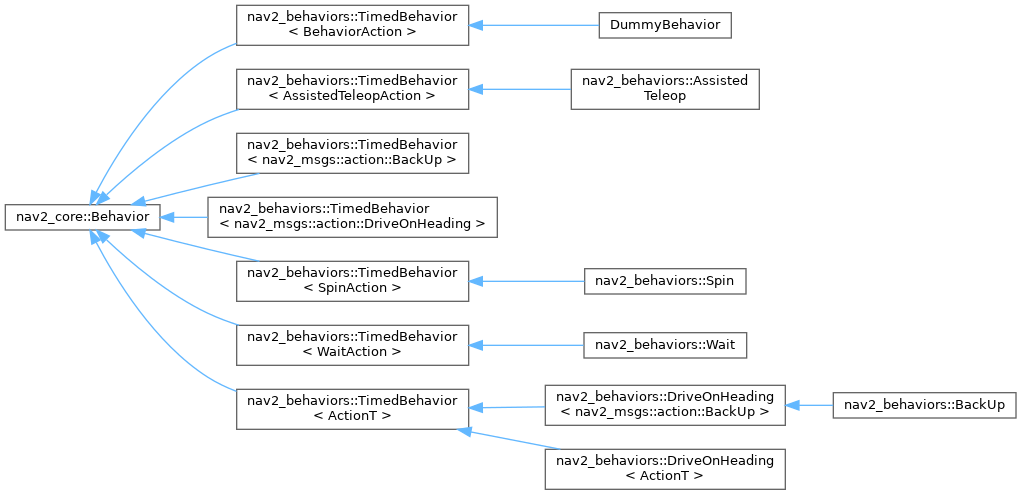 nav2_behaviors::TimedBehavior
< BehaviorAction >
DummyBehavior
nav2_behaviors::TimedBehavior
< AssistedTeleopAction >
nav2_behaviors::Assisted
Teleop
nav2_behaviors::TimedBehavior
< nav2_msgs::action::BackUp >
nav2_core::Behavior
nav2_behaviors::TimedBehavior
< nav2_msgs::action::DriveOnHeading >
nav2_behaviors::TimedBehavior
< SpinAction >
nav2_behaviors::Spin
nav2_behaviors::TimedBehavior
< WaitAction >
nav2_behaviors::Wait
nav2_behaviors::TimedBehavior
< ActionT >
nav2_behaviors::DriveOnHeading
< nav2_msgs::action::BackUp >
nav2_behaviors::BackUp
nav2_behaviors::DriveOnHeading
< ActionT >